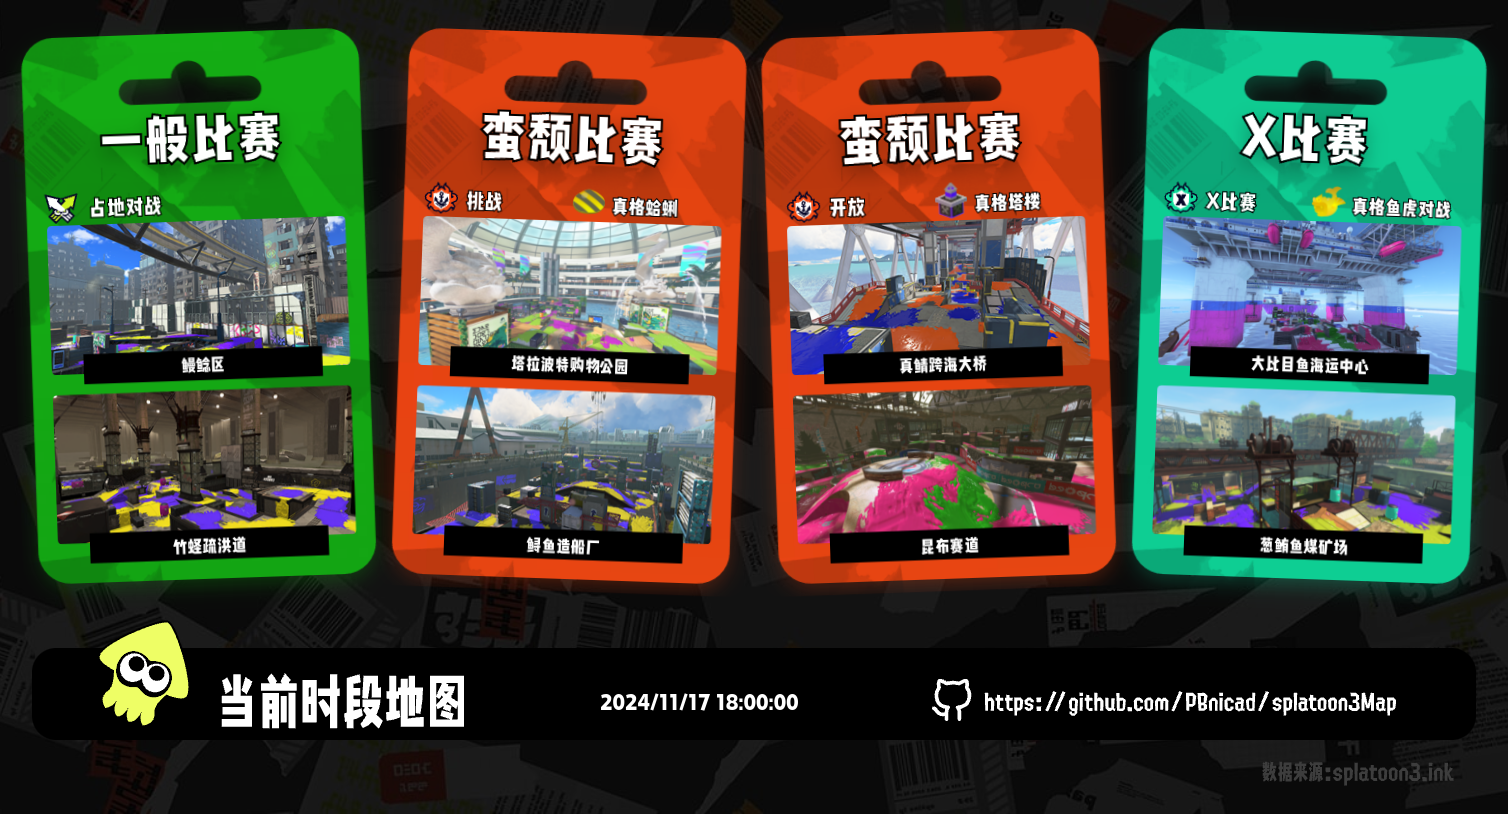 一般比赛
占地对战
鳗鲶区
竹蛏疏洪道
蛮颓比赛
挑战
真格蛤蜊
塔拉波特购物公园
鲟鱼造船厂
蛮颓比赛
开放
真格塔楼
真鲭跨海大桥
昆布赛道
X比赛
X比赛
真格鱼虎对战
大比目鱼海运中心
葱鲔鱼煤矿场
当前时段地图
2024/11/17 18:00:00
https://github.com/PBnicad/splatoon3Map
数据来源:splatoon3.ink